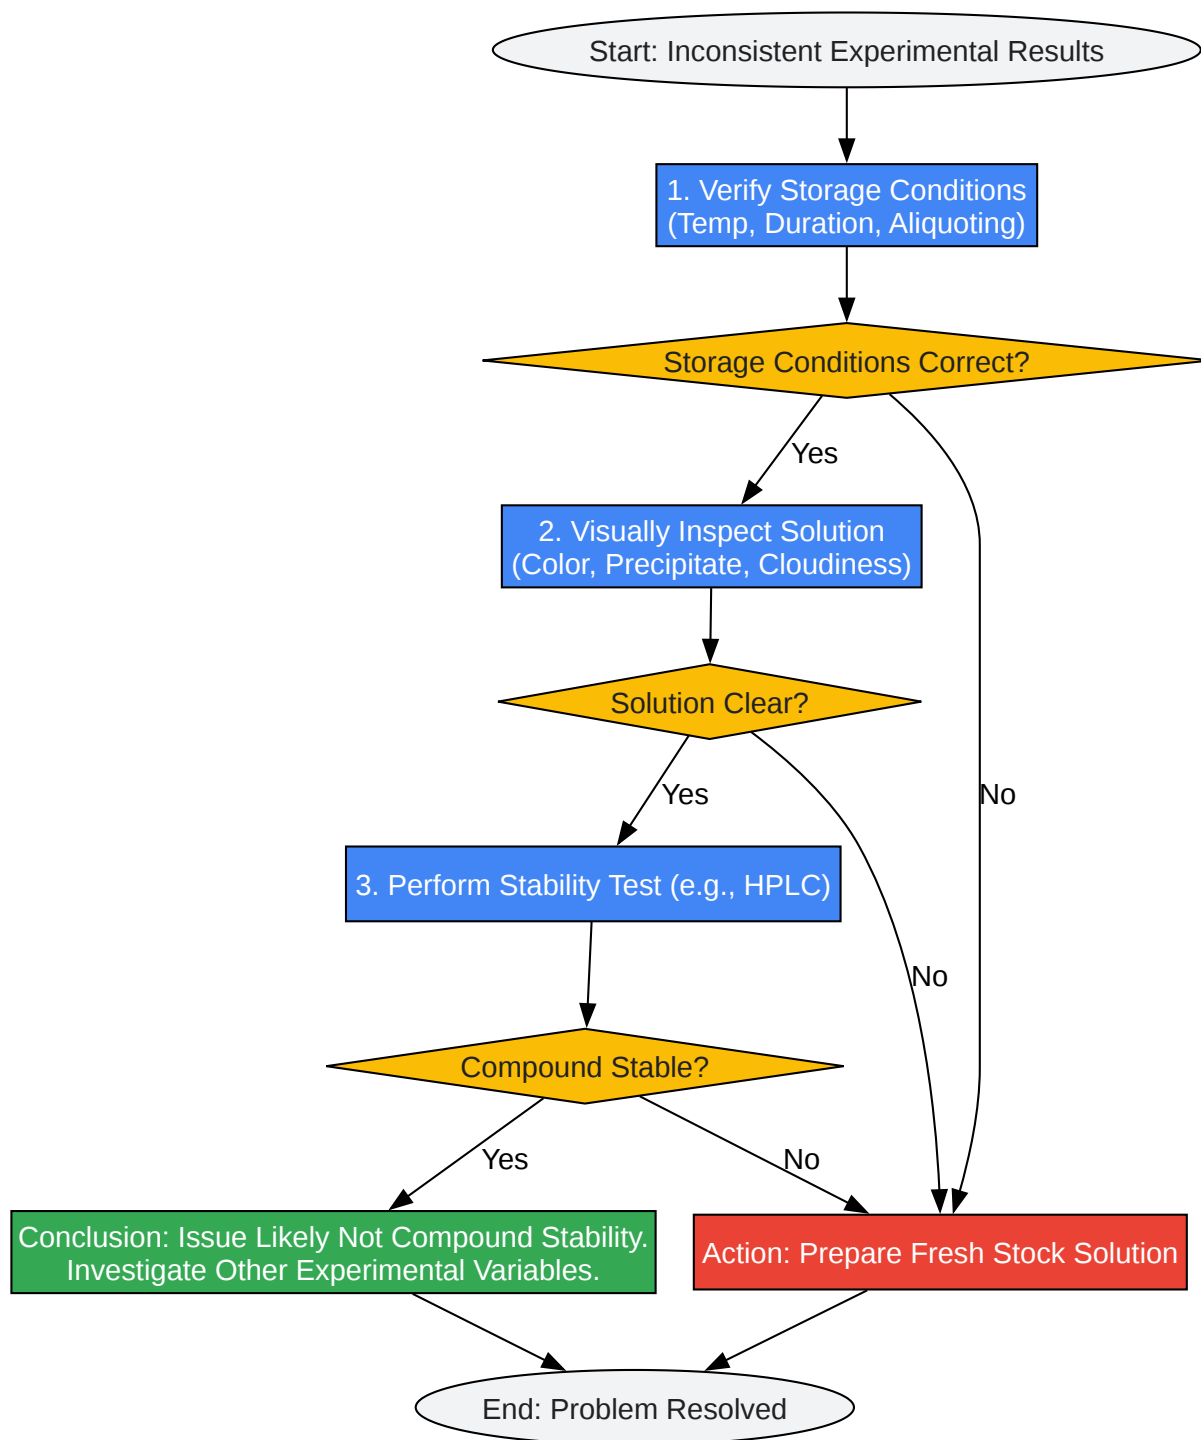 Start: Inconsistent Experimental Results
1. Verify Storage Conditions
(Temp, Duration, Aliquoting)
Storage Conditions Correct?
Yes
2. Visually Inspect Solution
(Color, Precipitate, Cloudiness)
Solution Clear?
Yes
No
3. Perform Stability Test (e.g., HPLC)
No
Compound Stable?
Yes
No
Conclusion: Issue Likely Not Compound Stability.
Investigate Other Experimental Variables.
Action: Prepare Fresh Stock Solution
End: Problem Resolved